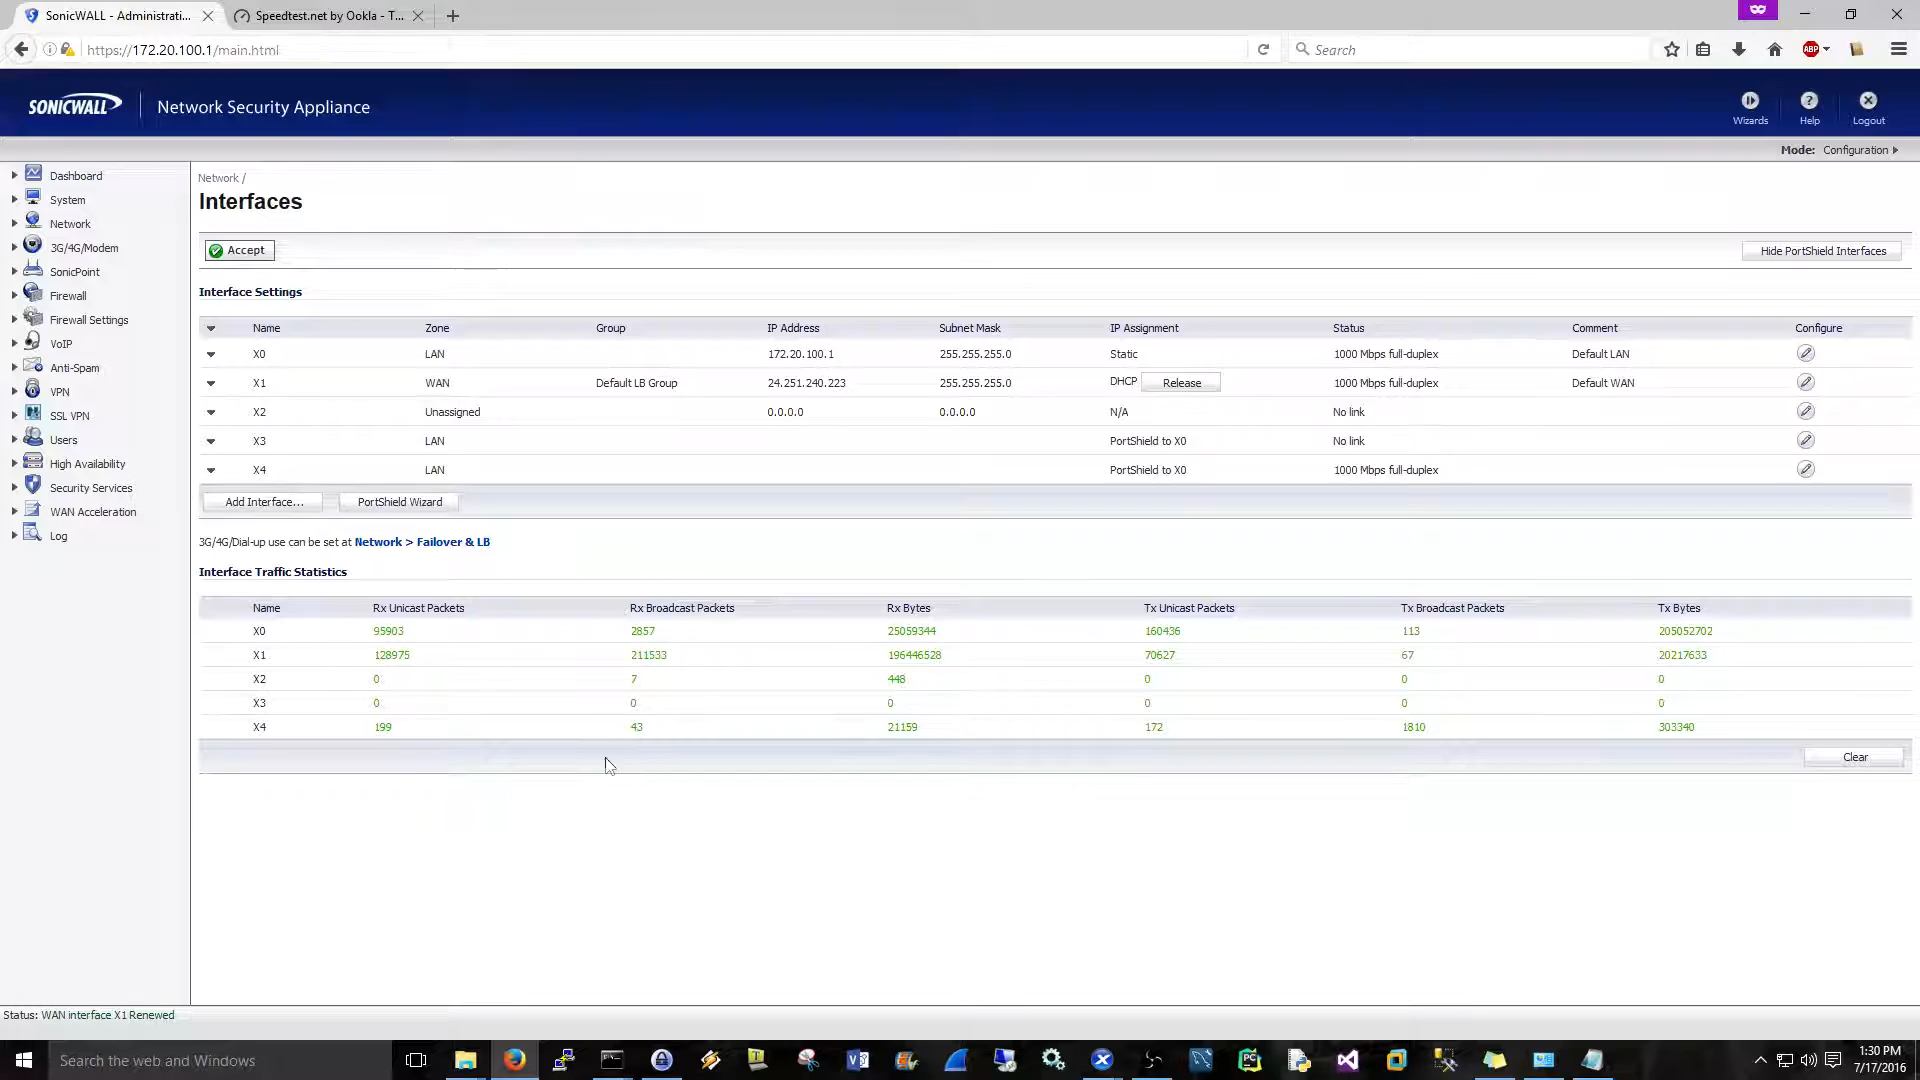 SonicWALL - Administrati...
Speedtest.net by Ookla - T...
https://172.20.100.1/main.html
Search
ABP
SONICWALL
Network Security Appliance
Wizards
Help
Logout
Mode: Configuration
Dashboard
System
Network
3G/4G/Modem
SonicPoint
Firewall
Firewall Settings
VoIP
Anti-Spam
VPN
SSL VPN
Users
High Availability
Security Services
WAN Acceleration
Log
Network /
Interfaces
Accept
Hide PortShield Interfaces
Interface Settings
Name Zone Group IP Address Subnet Mask IP Assignment Status Comment Configure
X0 LAN 172.20.100.1 255.255.255.0 Static 1000 Mbps full-duplex Default LAN
X1 WAN Default LB Group 24.251.240.223 255.255.255.0 DHCP Release 1000 Mbps full-duplex Default WAN
X2 Unassigned 0.0.0.0 0.0.0.0 N/A No link
X3 LAN PortShield to X0 No link
X4 LAN PortShield to X0 1000 Mbps full-duplex
Add Interface... PortShield Wizard
3G/4G/Dial-up use can be set at Network > Failover & LB
Interface Traffic Statistics
Name Rx Unicast Packets Rx Broadcast Packets Rx Bytes Tx Unicast Packets Tx Broadcast Packets Tx Bytes
X0 95903 2857 25059344 160436 113 205052702
X1 128975 211533 196446528 70627 67 20217633
X2 0 7 448 0 0 0
X3 0 0 0 0 0 0
X4 199 43 21159 172 1810 303340
Clear
Status: WAN interface X1 Renewed
Search the web and Windows
1:30 PM
7/17/2016